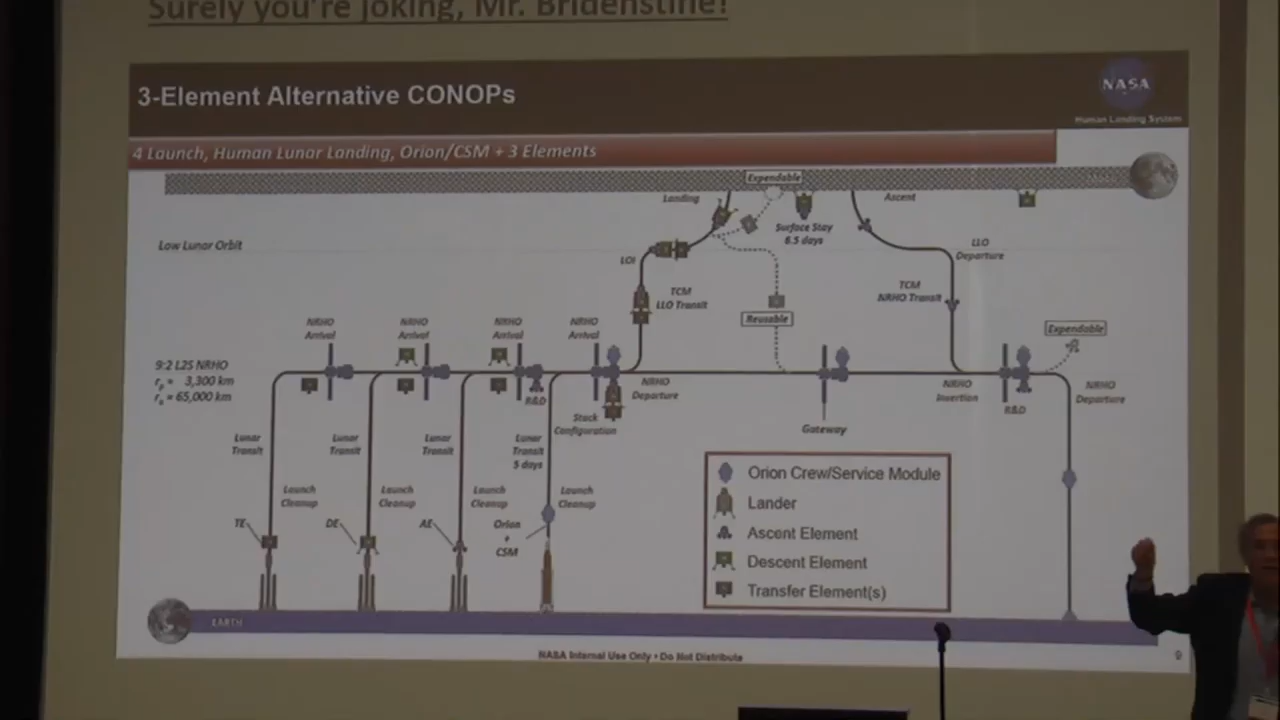 Surely you're joking, Mr. Bridenstine!
3-Element Alternative CONOPs
NASA
Human Landing System
4 Launch, Human Lunar Landing, Orion/CSM + 3 Elements
Expendable
Landing
Ascent
Surface Stay
6.5 days
Low Lunar Orbit
LOI
LLO
Departure
TCM
LLO Transit
TCM
NRHO Transit
Reusable
Expendable
NRHO
Arrival
NRHO
Arrival
NRHO
Arrival
NRHO
Arrival
9:2 L2S NRHO
rp = 3,300 km
ra = 65,000 km
R&D
NRHO
Departure
NRHO
Insertion
R&D
NRHO
Departure
Stack
Configuration
Gateway
Lunar
Transit
Lunar
Transit
Lunar
Transit
Lunar
Transit
5 days
Launch
Cleanup
Launch
Cleanup
Launch
Cleanup
Launch
Cleanup
TE
DE
AE
Orion
+
CSM
Orion Crew/Service Module
Lander
Ascent Element
Descent Element
Transfer Element(s)
EARTH
NASA Internal Use Only • Do Not Distribute
9